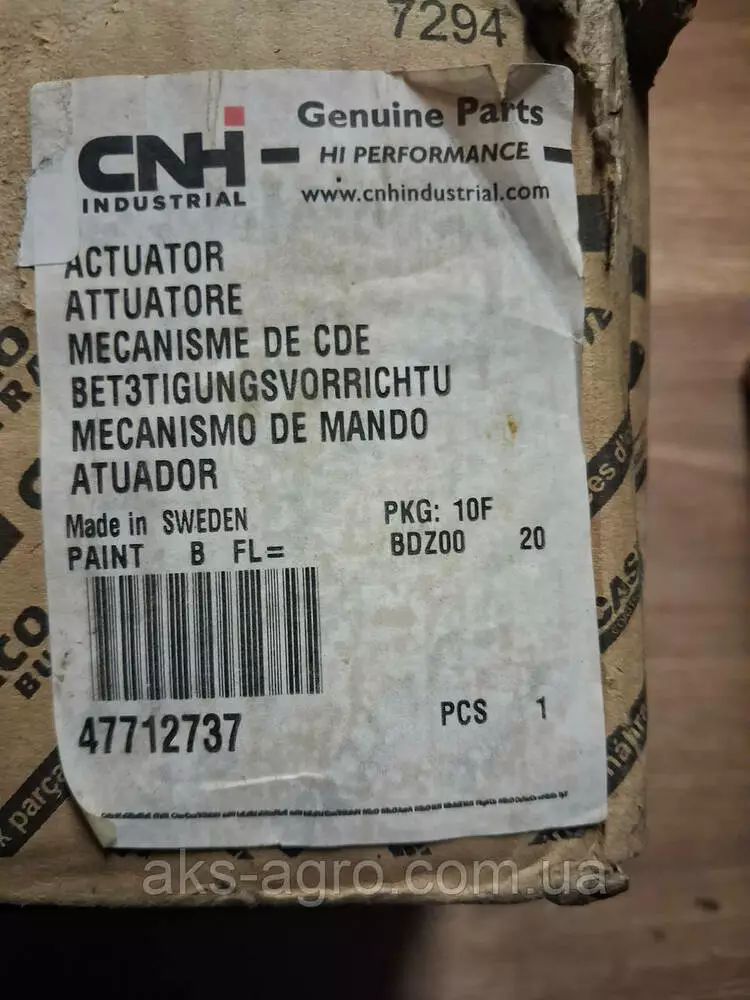 7294
CNH
INDUSTRIAL
Genuine Parts
HI PERFORMANCE
www.cnhindustrial.com
ACTUATOR
ATTUATORE
MECANISME DE CDE
BET3TIGUNGSVORRICHTU
MECANISMO DE MANDO
ATUADOR
Made in SWEDEN
PKG: 10F
PAINT B FL=
BDZ00 20
47712737
PCS 1
CASE
aks-agro.com.ua